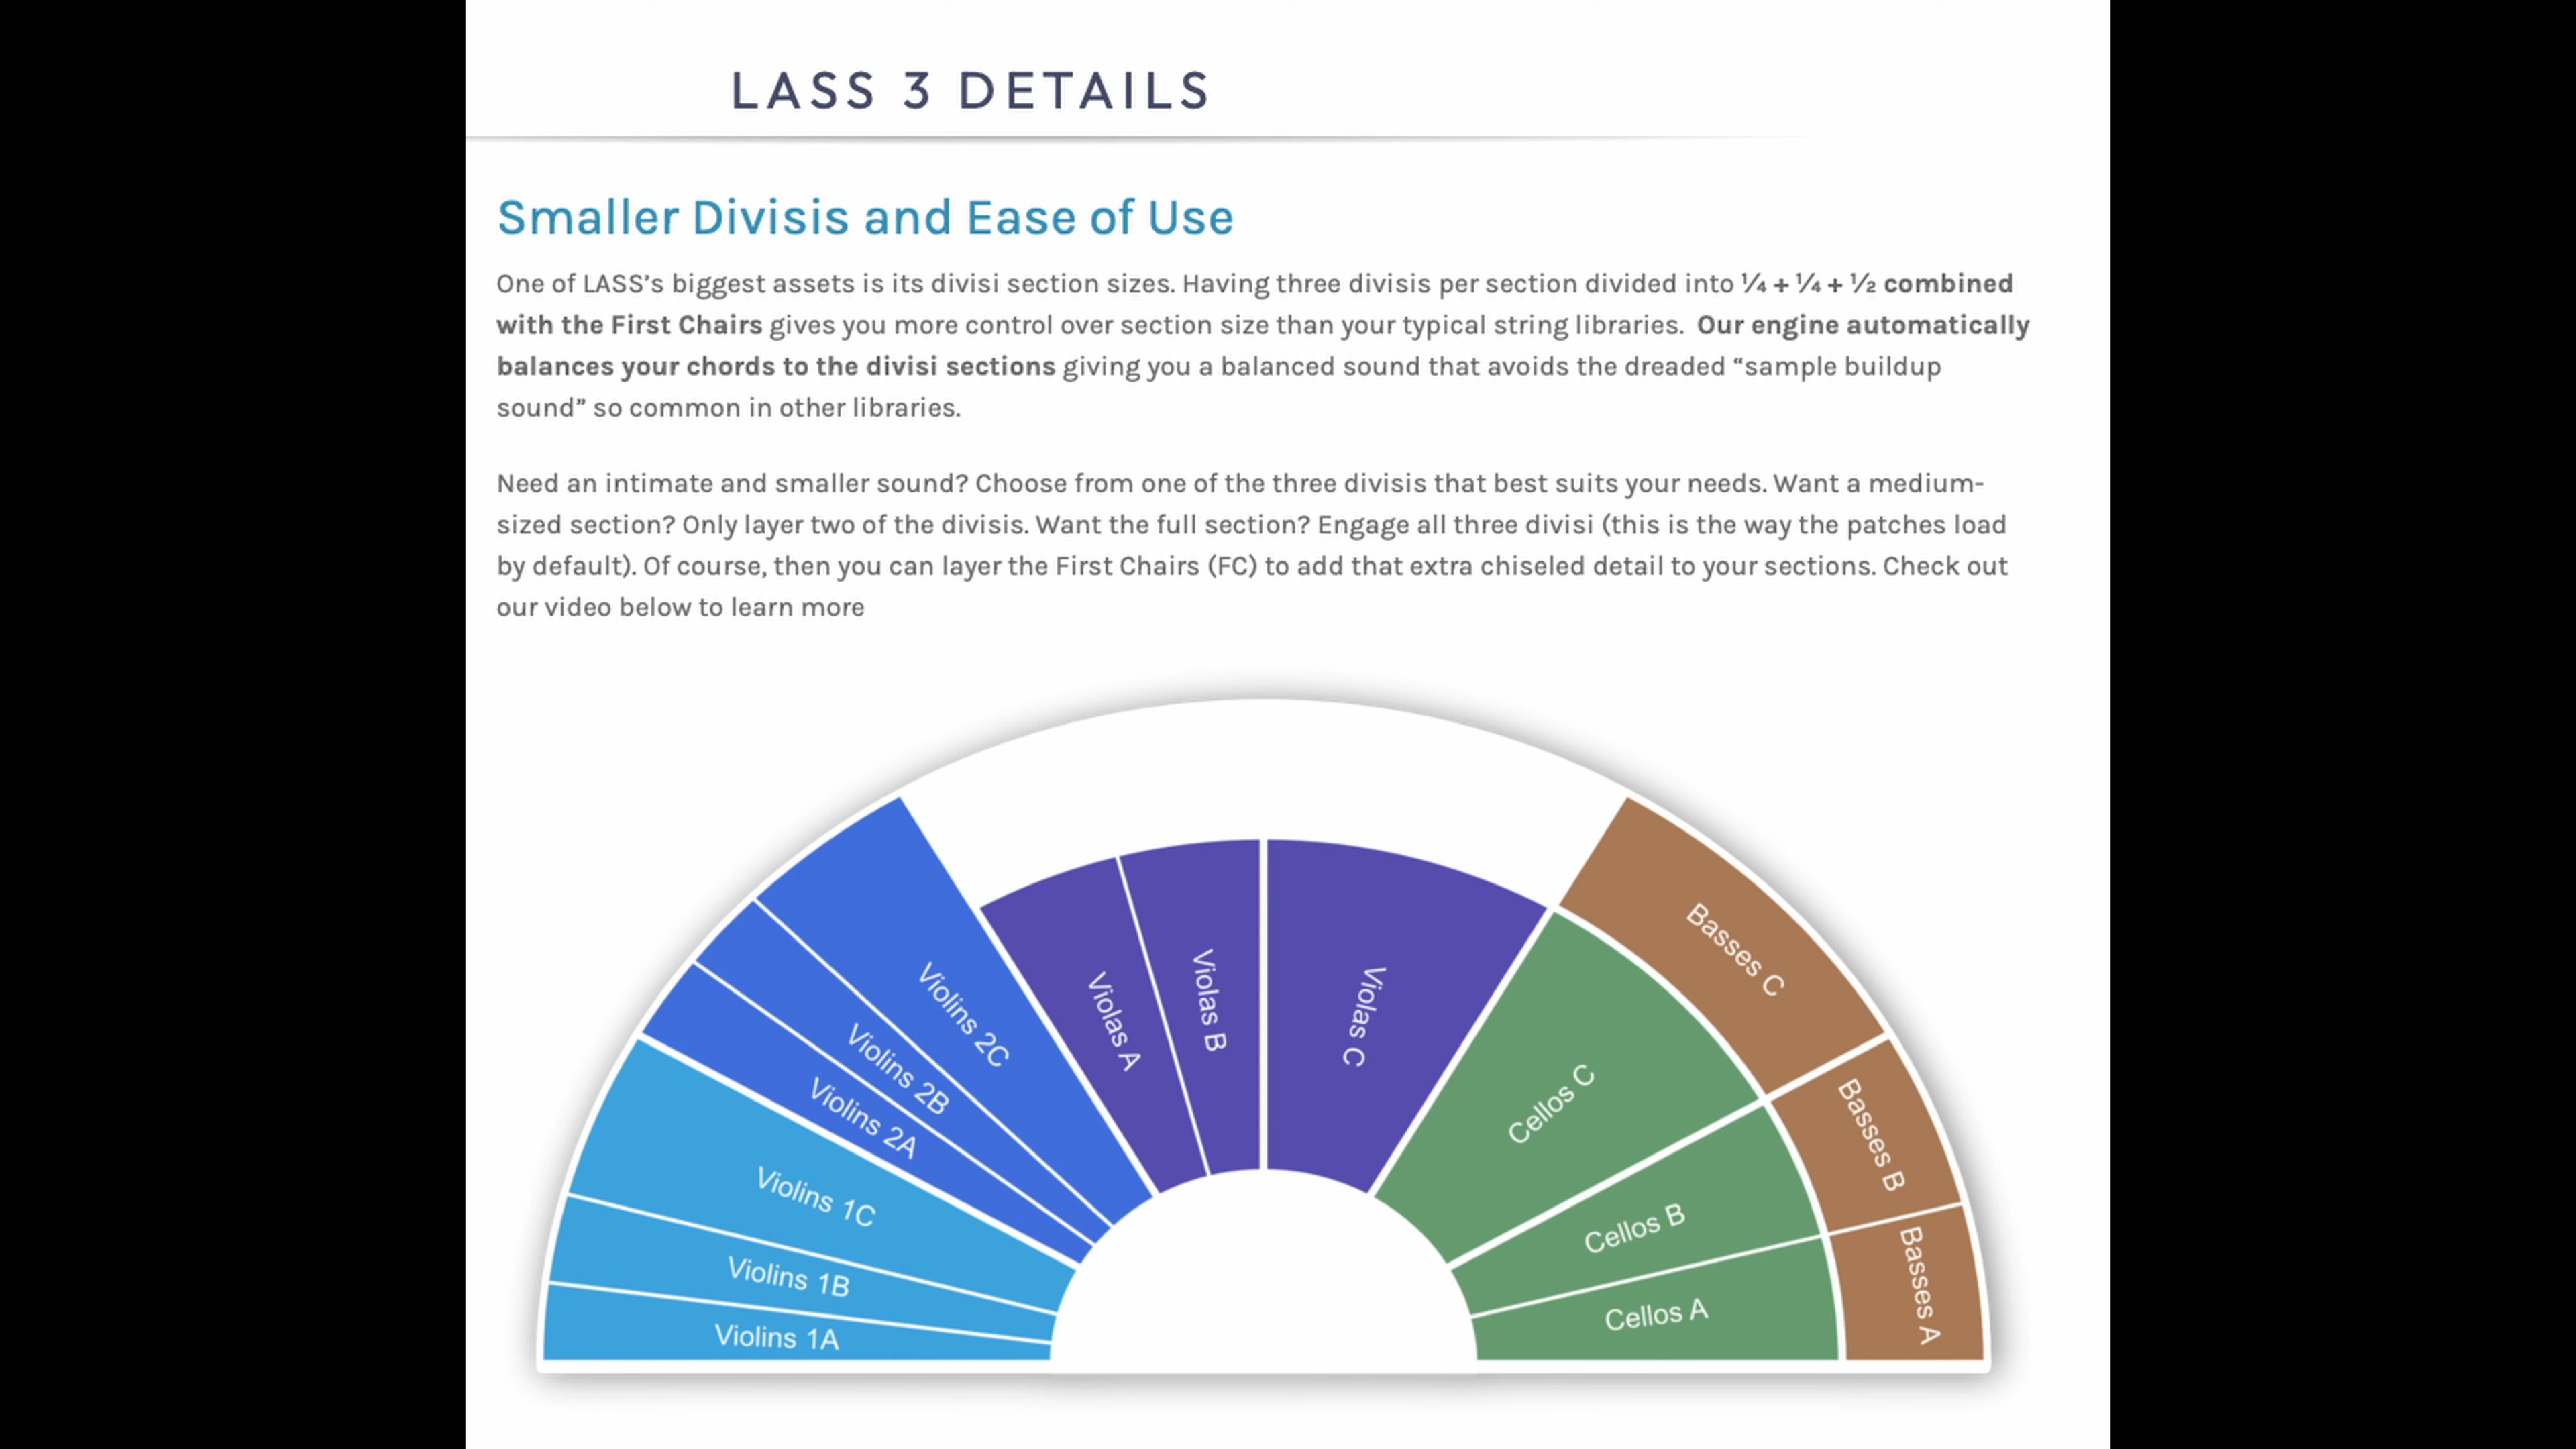 LASS 3 DETAILS
Smaller Divisis and Ease of Use
One of LASS’s biggest assets is its divisi section sizes. Having three divisis per section divided into ¼ + ¼ + ½ combined
with the First Chairs gives you more control over section size than your typical string libraries. Our engine automatically
balances your chords to the divisi sections giving you a balanced sound that avoids the dreaded “sample buildup
sound” so common in other libraries.
Need an intimate and smaller sound? Choose from one of the three divisis that best suits your needs. Want a medium-
sized section? Only layer two of the divisis. Want the full section? Engage all three divisi (this is the way the patches load
by default). Of course, then you can layer the First Chairs (FC) to add that extra chiseled detail to your sections. Check out
our video below to learn more
Violins 1A
Violins 1B
Violins 1C
Violins 2A
Violins 2B
Violins 2C
Violas A
Violas B
Violas C
Cellos C
Cellos B
Cellos A
Basses C
Basses B
Basses A